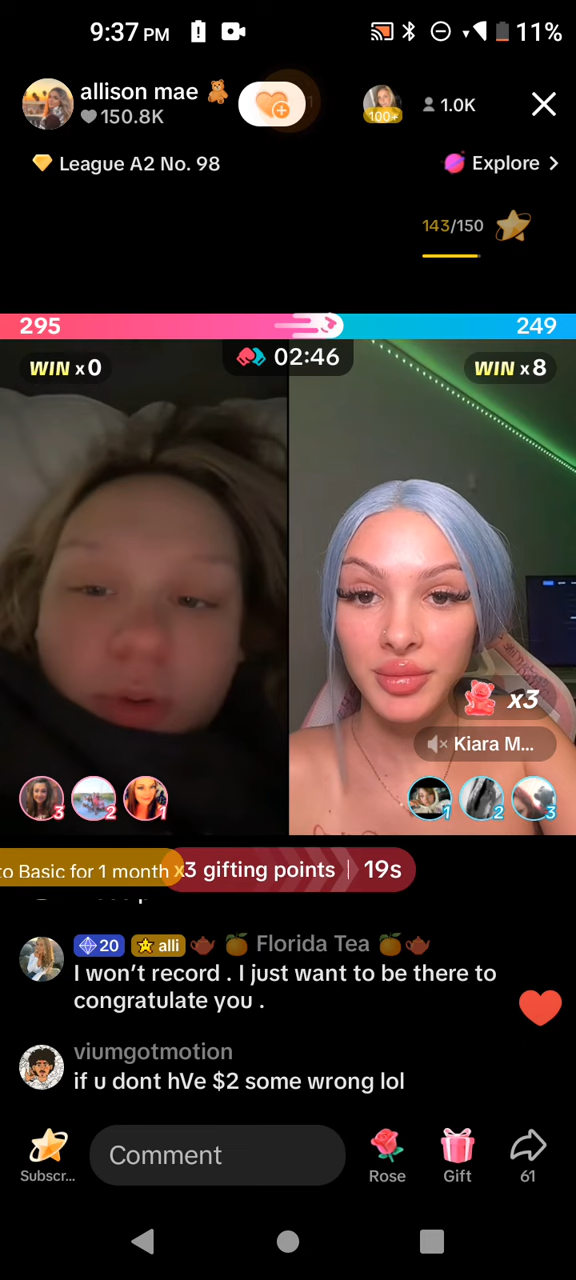 9:37 PM
11%
allison mae 🧸
150.8K
100+
1.0K
League A2 No. 98
Explore >
143/150
295
249
WIN x0
02:46
WIN x8
x3
Kiara M...
3
2
1
1
2
3
to Basic for 1 month
x3 gifting points | 19s
20
alli
🫖 🍊 Florida Tea 🍊🫖
I won't record . I just want to be there to
congratulate you .
viumgotmotion
if u dont hVe $2 some wrong lol
Comment
Subscr...
Rose
Gift
61